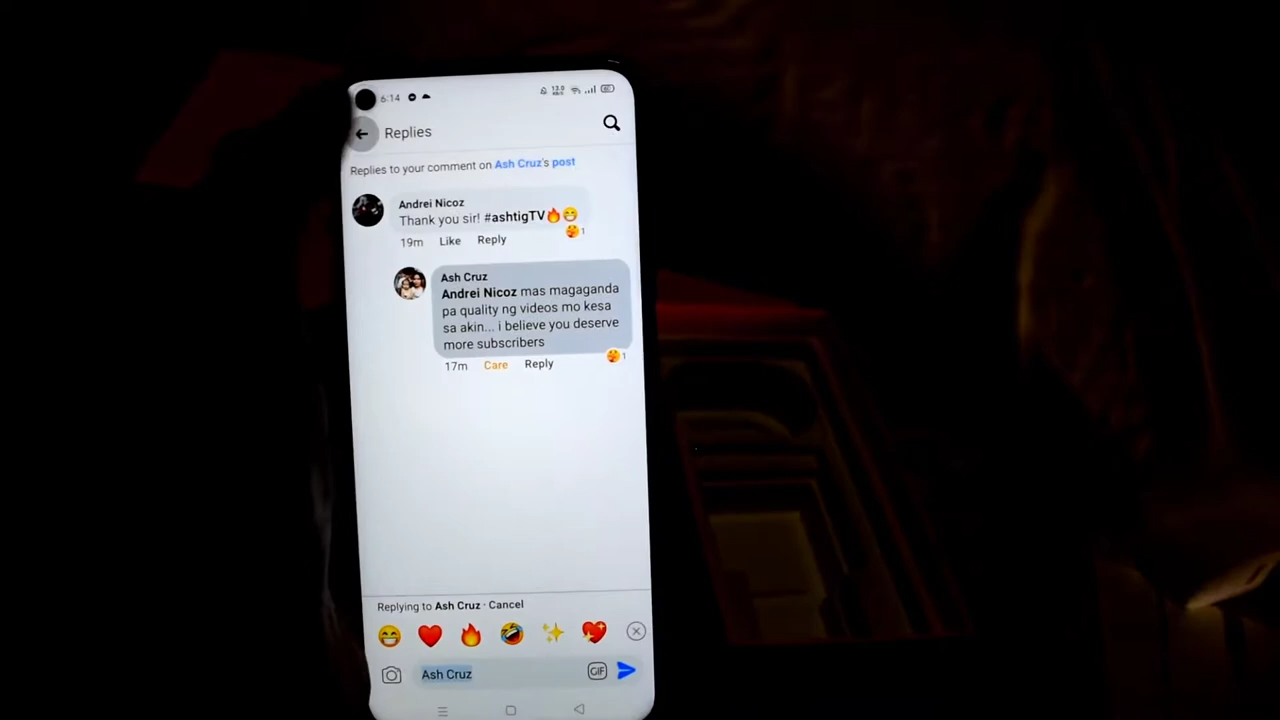 6:14
Replies
Replies to your comment on Ash Cruz's post
Andrei Nicoz
Thank you sir! #ashtigTV🔥😁
19m Like Reply
1
Ash Cruz
Andrei Nicoz mas magaganda
pa quality ng videos mo kesa
sa akin... i believe you deserve
more subscribers
17m Care Reply
1
Replying to Ash Cruz · Cancel
Ash Cruz
GIF